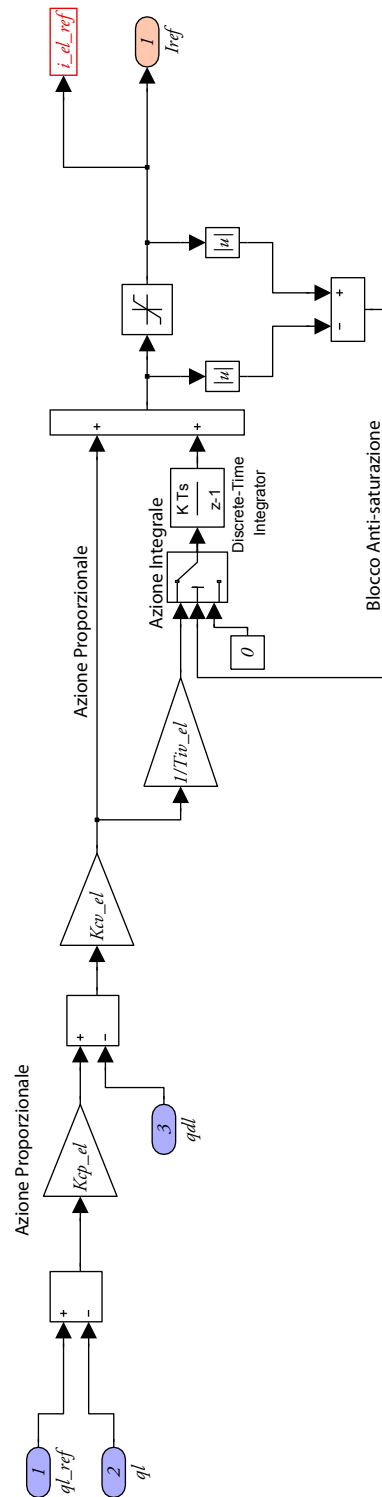 1
ql_ref
2
ql
+
−
Azione Proporzionale
Kcp_el
+
−
3
qdl
Kcv_el
Azione Proporzionale
1/Tiv_el
Azione Integrale
0
K Ts
z-1
Discrete-Time
Integrator
+
+
|u|
|u|
−
+
Blocco Anti-saturazione
i_el_ref
1
Iref